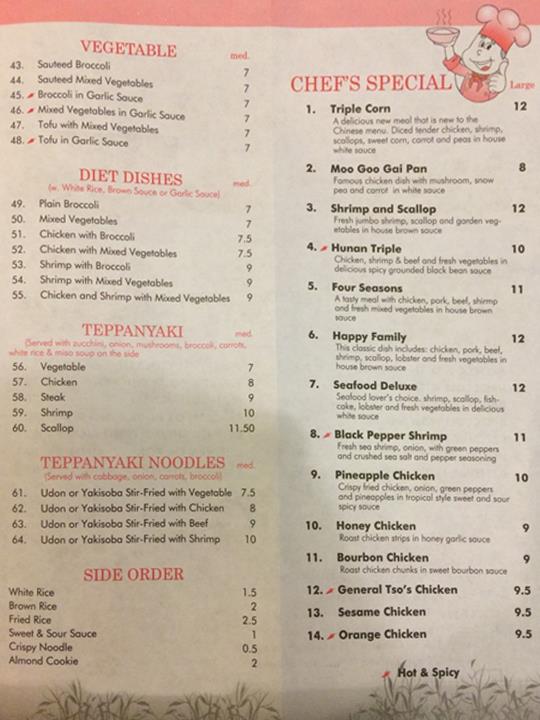 VEGETABLE
med.
43. Sauteed Broccoli 7
44. Sauteed Mixed Vegetables 7
45. Broccoli in Garlic Sauce 7
46. Mixed Vegetables in Garlic Sauce 7
47. Tofu with Mixed Vegetables 7
48. Tofu in Garlic Sauce 7
DIET DISHES
(w. White Rice, Brown Sauce or Garlic Sauce) med.
49. Plain Broccoli 7
50. Mixed Vegetables 7
51. Chicken with Broccoli 7.5
52. Chicken with Mixed Vegetables 7.5
53. Shrimp with Broccoli 9
54. Shrimp with Mixed Vegetables 9
55. Chicken and Shrimp with Mixed Vegetables 9
TEPPANYAKI med.
(Served with zucchini, onion, mushrooms, broccoli, carrots,
white rice & miso soup on the side
56. Vegetable 7
57. Chicken 8
58. Steak 9
59. Shrimp 10
60. Scallop 11.50
TEPPANYAKI NOODLES med.
(Served with cabbage, onion, carrots, broccoli)
61. Udon or Yakisoba Stir-Fried with Vegetable 7.5
62. Udon or Yakisoba Stir-Fried with Chicken 8
63. Udon or Yakisoba Stir-Fried with Beef 9
64. Udon or Yakisoba Stir-Fried with Shrimp 10
SIDE ORDER
White Rice 1.5
Brown Rice 2
Fried Rice 2.5
Sweet & Sour Sauce 1
Crispy Noodle 0.5
Almond Cookie 2
CHEF'S SPECIAL Large
1. Triple Corn 12
A delicious new meal that is new to the
Chinese menu. Diced tender chicken, shrimp,
scallops, sweet corn, carrot and peas in house
white sauce
2. Moo Goo Gai Pan 8
Famous chicken dish with mushroom, snow
pea and carrot in white sauce
3. Shrimp and Scallop 12
Fresh jumbo shrimp, scallop and garden veg-
etables in house brown sauce
4. Hunan Triple 10
Chicken, shrimp & beef and fresh vegetables in
delicious spicy grounded black bean sauce
5. Four Seasons 11
A tasty meal with chicken, pork, beef, shirmp
and fresh mixed vegetables in house brown
sauce
6. Happy Family 12
This classic dish includes: chicken, pork, beef,
shrimp, scallop, lobster and fresh vegetables in
house brown sauce
7. Seafood Deluxe 12
Seafood lover's choice. shrimp, scallop, fish-
cake, lobster and fresh vegetables in delicious
white sauce
8. Black Pepper Shrimp 11
Fresh sea shrimp, onion, with green peppers
and crushed sea salt and pepper seasoning
9. Pineapple Chicken 10
Crispy fried chicken, onion, green peppers
and pineapples in tropical style sweet and sour
spicy sauce
10. Honey Chicken 9
Roast chicken strips in honey garlic sauce
11. Bourbon Chicken 9
Roast chicken chunks in sweet bourbon sauce
12. General Tso's Chicken 9.5
13. Sesame Chicken 9.5
14. Orange Chicken 9.5
Hot & Spicy